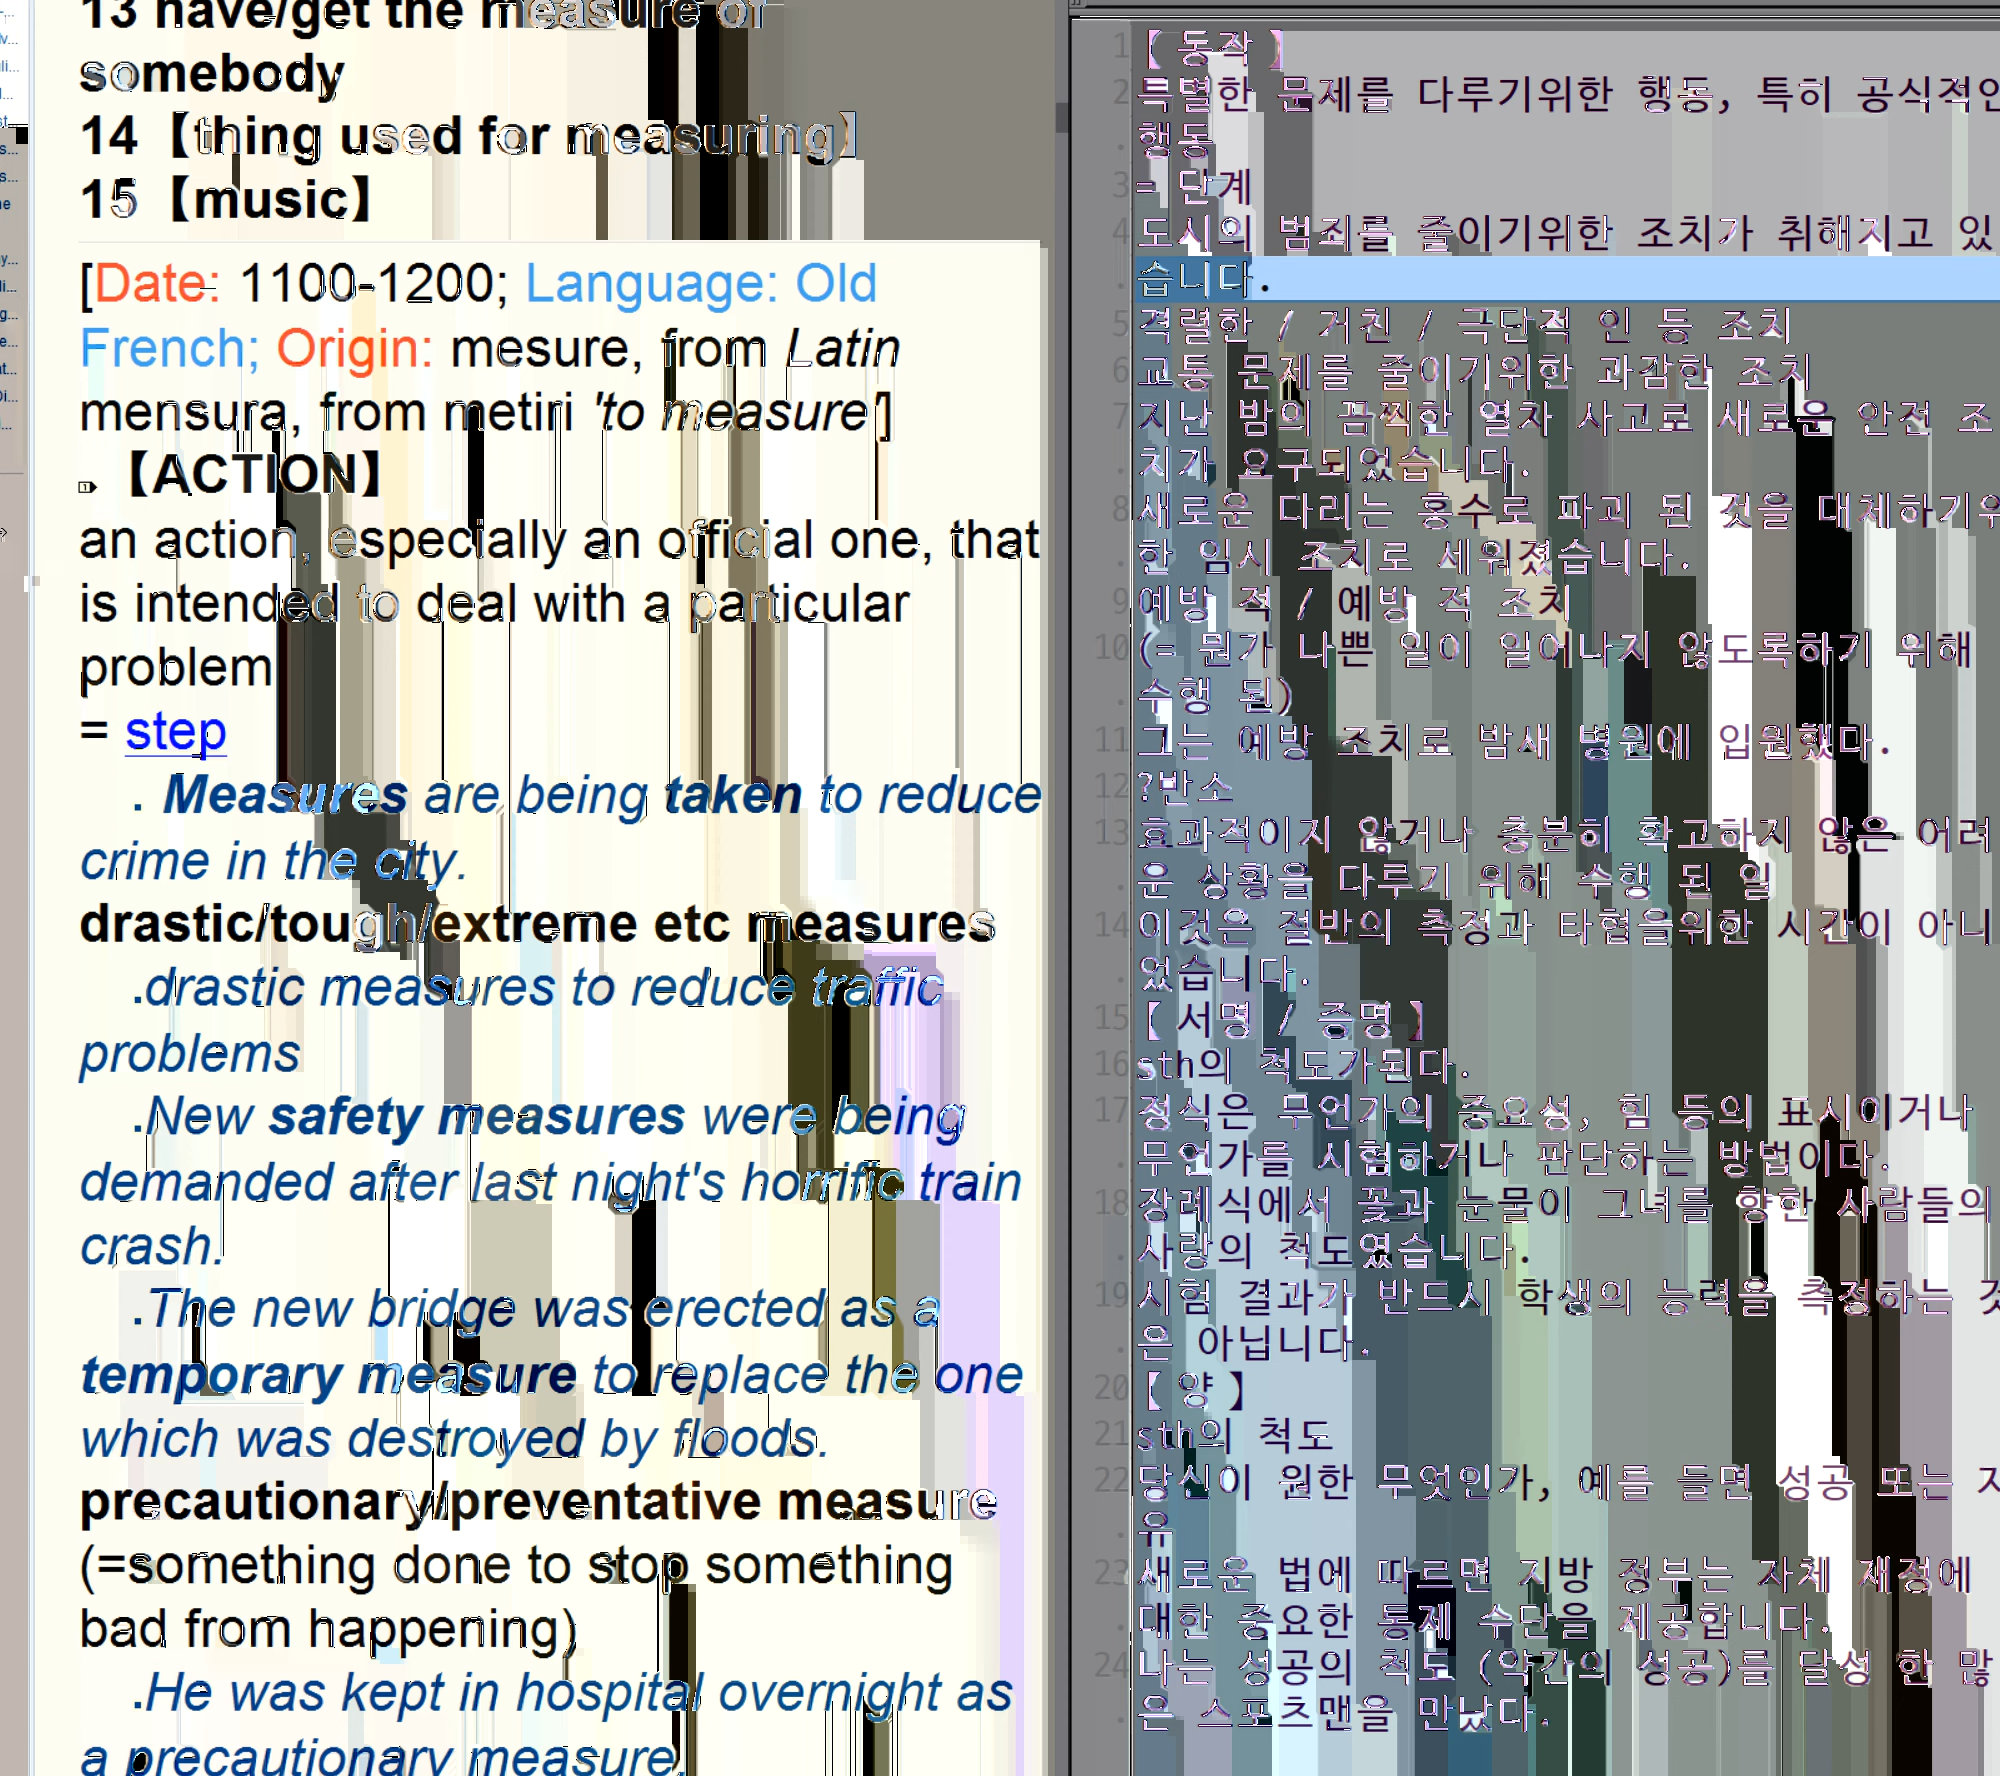 13 have/get the measure of
somebody
14【thing used for measuring】
15【music】
[Date: 1100-1200; Language: Old
French; Origin: mesure, from Latin
mensura, from metiri 'to measure']
【ACTION】
an action, especially an official one, that
is intended to deal with a particular
problem
= step
. Measures are being taken to reduce
crime in the city.
drastic/tough/extreme etc measures
.drastic measures to reduce traffic
problems
.New safety measures were being
demanded after last night's horrific train
crash.
.The new bridge was erected as a
temporary measure to replace the one
which was destroyed by floods.
precautionary/preventative measure
(=something done to stop something
bad from happening)
.He was kept in hospital overnight as
a precautionary measure.
1 【 동작 】
2 특별한 문제를 다루기위한 행동, 특히 공식적인
행동
3 = 단계
4 도시의 범죄를 줄이기위한 조치가 취해지고 있
습니다.
5 격렬한 / 거친 / 극단적 인 등 조치
6 교통 문제를 줄이기위한 과감한 조치
7 지난 밤의 끔찍한 열차 사고로 새로운 안전 조
치가 요구되었습니다.
8 새로운 다리는 홍수로 파괴 된 것을 대체하기위
한 임시 조치로 세워졌습니다.
9 예방 적 / 예방 적 조치
10 (= 뭔가 나쁜 일이 일어나지 않도록하기 위해
수행 된)
11 그는 예방 조치로 밤새 병원에 입원했다.
12 ?반소
13 효과적이지 않거나 충분히 확고하지 않은 어려
운 상황을 다루기 위해 수행 된 일
14 이것은 절반의 측정과 타협을위한 시간이 아니
었습니다.
15 【 서명 / 증명 】
16 sth의 척도가된다.
17 정식은 무언가의 중요성, 힘 등의 표시이거나
무언가를 시험하거나 판단하는 방법이다.
18 장례식에서 꽃과 눈물이 그녀를 향한 사람들의
사랑의 척도였습니다.
19 시험 결과가 반드시 학생의 능력을 측정하는 것
은 아닙니다.
20 【 양 】
21 sth의 척도
22 당신이 원한 무엇인가, 예를 들면 성공 또는 자
유
23 새로운 법에 따르면 지방 정부는 자체 재정에
대한 중요한 통제 수단을 제공합니다.
24 나는 성공의 척도 (약간의 성공)를 달성 한 많
은 스포츠맨을 만났다.